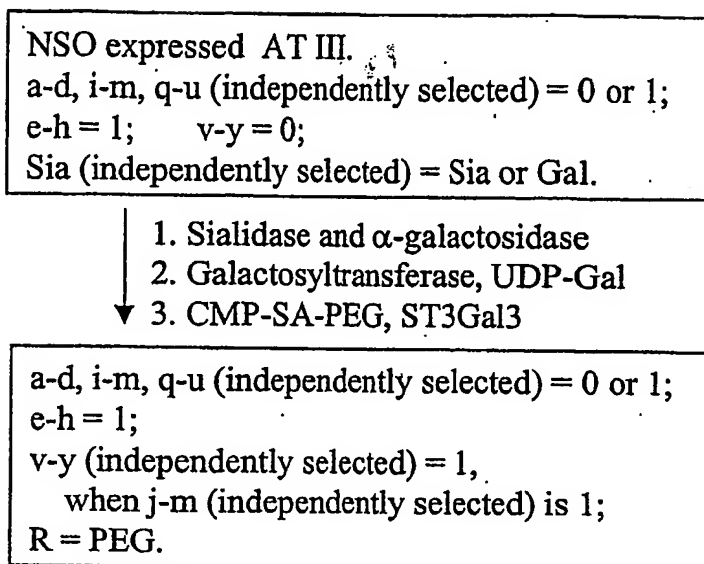 NSO expressed AT III.
a-d, i-m, q-u (independently selected) = 0 or 1;
e-h = 1; v-y = 0;
Sia (independently selected) = Sia or Gal.
1. Sialidase and α-galactosidase
2. Galactosyltransferase, UDP-Gal
3. CMP-SA-PEG, ST3Gal3
a-d, i-m, q-u (independently selected) = 0 or 1;
e-h = 1;
v-y (independently selected) = 1,
when j-m (independently selected) is 1;
R = PEG.